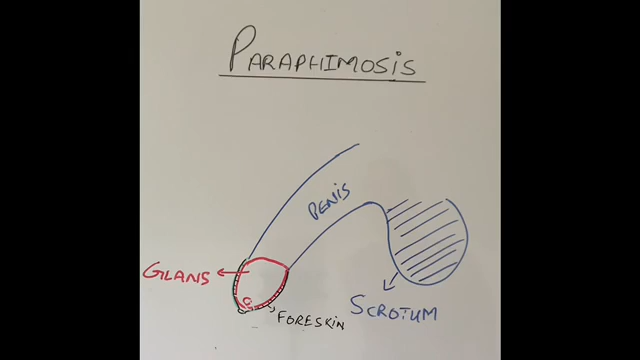 PARAPHIMOSIS
PENIS
GLANS
SCROTUM
FORESKIN